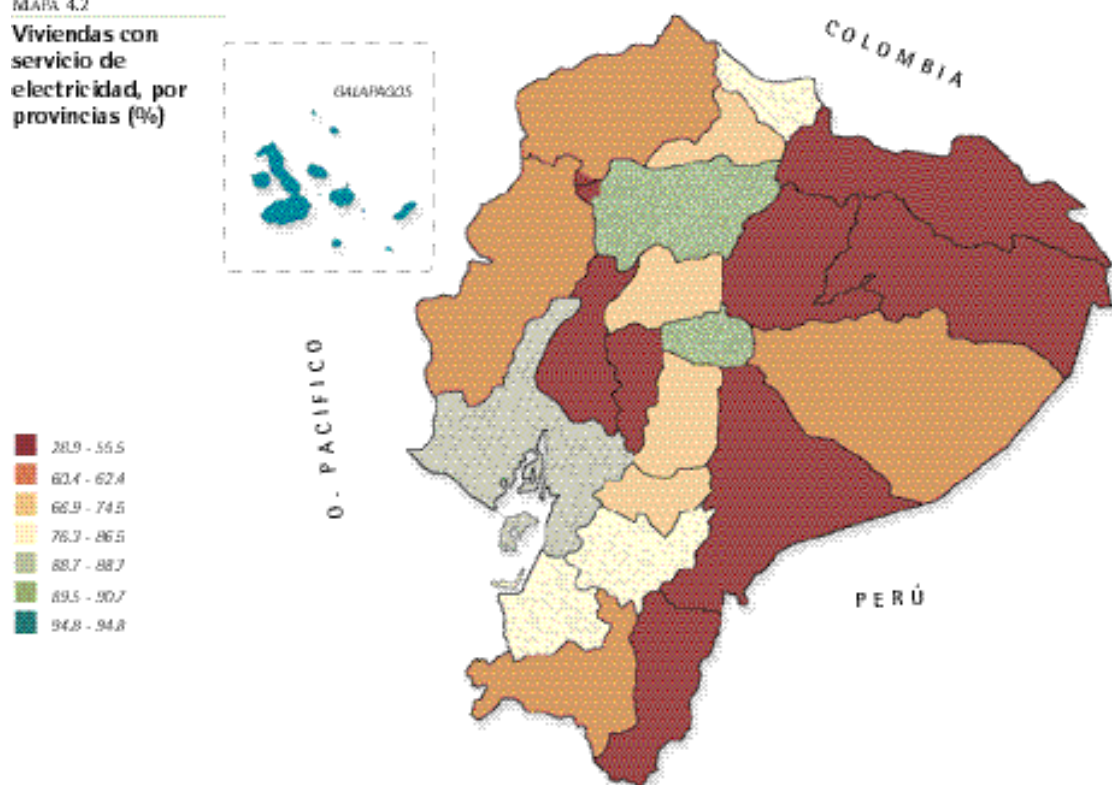 MAPA 4.2
Viviendas con
servicio de
electricidad, por
provincias (%)
GALAPAGOS
COLOMBIA
O- PACIFICO
PERÚ
28.9 - 55.5
60.4 - 62.4
66.9 - 74.5
76.3 - 86.5
88.7 - 88.7
89.5 - 90.7
94.8 - 94.8